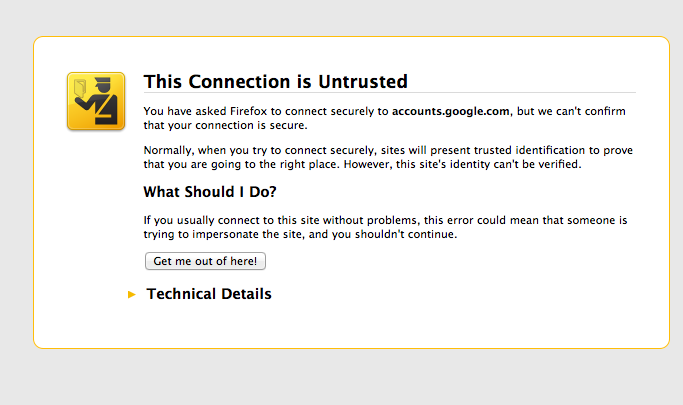 This Connection is Untrusted
You have asked Firefox to connect securely to accounts.google.com, but we can't confirm
that your connection is secure.
Normally, when you try to connect securely, sites will present trusted identification to prove
that you are going to the right place. However, this site's identity can't be verified.
What Should I Do?
If you usually connect to this site without problems, this error could mean that someone is
trying to impersonate the site, and you shouldn't continue.
Get me out of here!
Technical Details